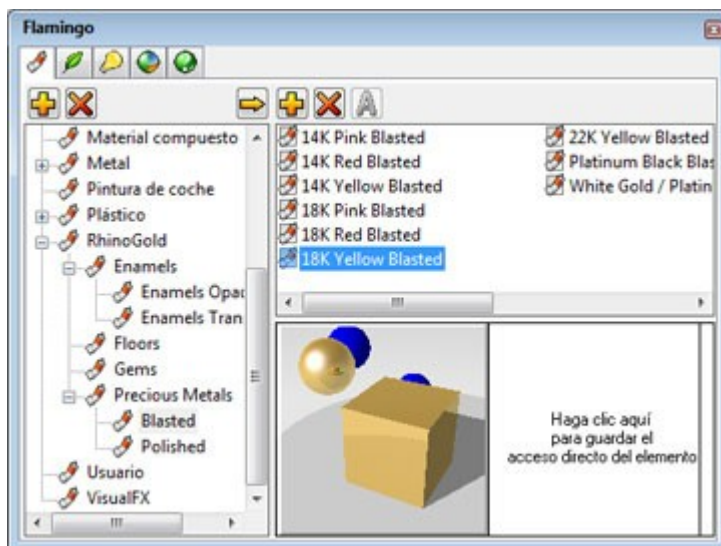 Flamingo
Material compuesto
Metal
Pintura de coche
Plástico
RhinoGold
Enamels
Enamels Opa
Enamels Tran
Floors
Gems
Precious Metals
Blasted
Polished
Usuario
VisualFX
A
14K Pink Blasted
14K Red Blasted
14K Yellow Blasted
18K Pink Blasted
18K Red Blasted
18K Yellow Blasted
22K Yellow Blasted
Platinum Black Blas
White Gold / Platin
Haga clic aquí
para guardar el
acceso directo del elemento